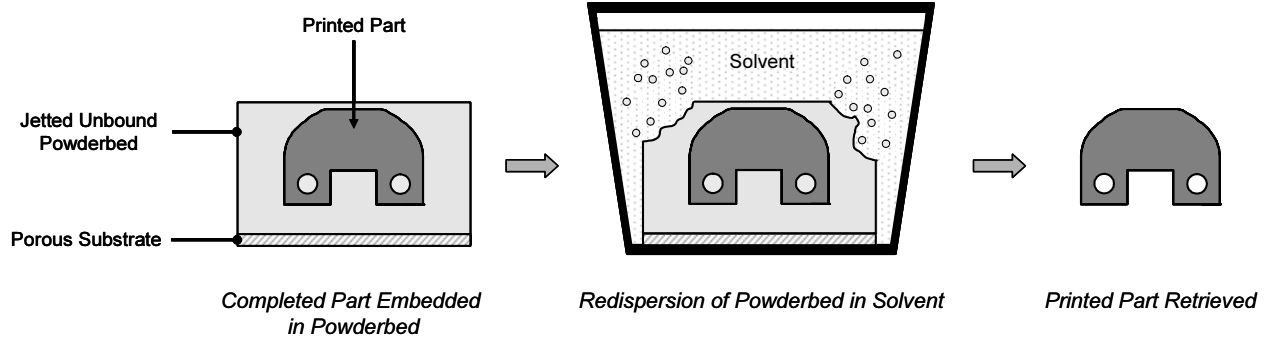 Printed Part
Jetted Unbound
Powderbed
Porous Substrate
Solvent
Completed Part Embedded
in Powderbed
Redispersion of Powderbed in Solvent
Printed Part Retrieved